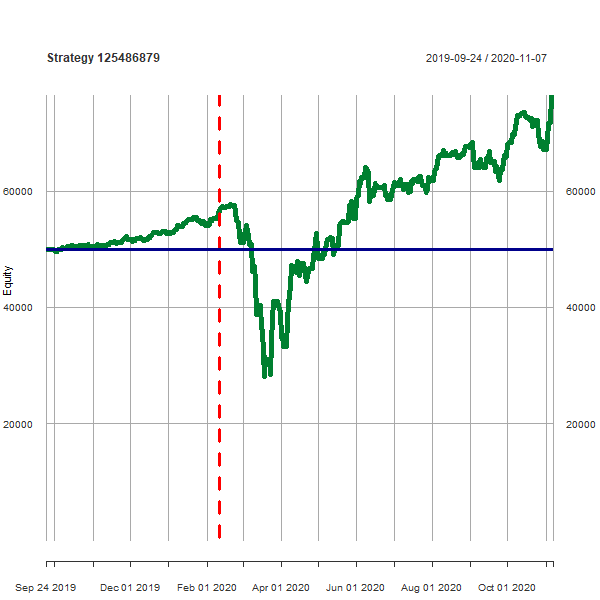 Strategy 125486879
2019-09-24 / 2020-11-07
60000
60000
Equity
40000
40000
20000
20000
Sep 24 2019
Dec 01 2019
Feb 01 2020
Apr 01 2020
Jun 01 2020
Aug 01 2020
Oct 01 2020